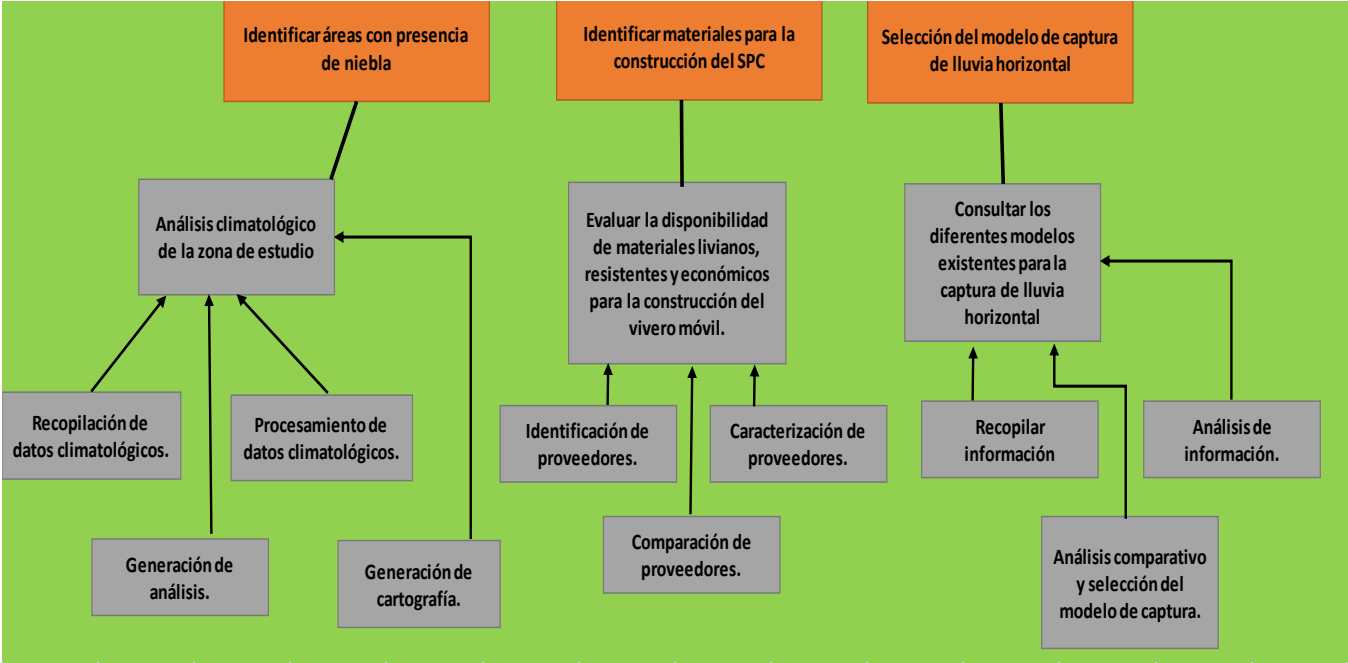 Identificar áreas con presencia
de niebla
Identificar materiales para la
construcción del SPC
Selección del modelo de captura
de lluvia horizontal
Análisis climatológico
de la zona de estudio
Evaluar la disponibilidad
de materiales livianos,
resistentes y económicos
para la construcción del
vivero móvil.
Consultar los
diferentes modelos
existentes para la
captura de lluvia
horizontal
Recopilación de
datos climatológicos.
Procesamiento de
datos climatológicos.
Identificación de
proveedores.
Caracterización de
proveedores.
Recopilar
información
Análisis de
información.
Generación de
análisis.
Generación de
cartografía.
Comparación de
proveedores.
Análisis comparativo
y selección del
modelo de captura.